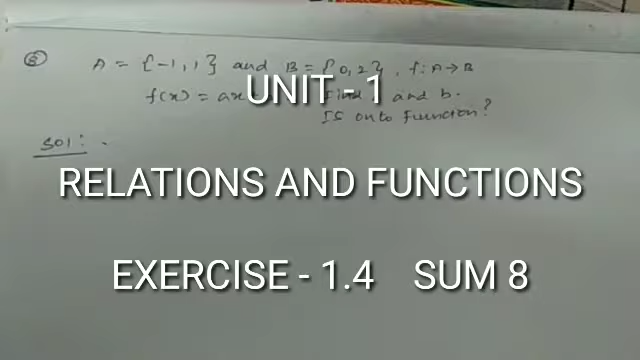 ⑧ A = {-1, 1} and B = {0, 2}, f: A → B
f(x) = ax Find and b.
Is onto function?
Sol:
UNIT - 1
RELATIONS AND FUNCTIONS
EXERCISE - 1.4 SUM 8